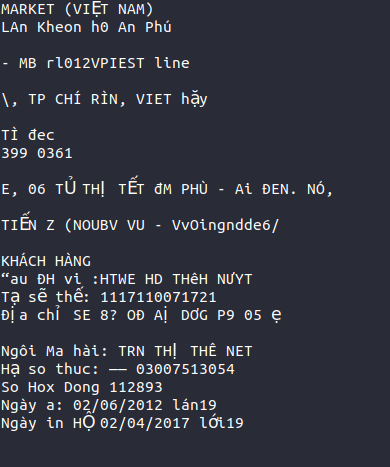 MARKET (VIỆT NAM)
LAn Kheon h0 An Phú
- MB rl012VPIEST line
\, TP CHÍ RÌN, VIET hặy
TÌ đec
399 0361
E, 06 TỦ THỊ TẾT đM PHÙ - Ai ĐEN. NÓ,
TIẾN Z (NOUBV VU - VvOingndde6/
KHÁCH HÀNG
“au ĐH vi :HTWE HD THêH NƯYT
Tạ sẽ thế: 1117110071721
Địa chỉ SE 8? OĐ Aị DƠG P9 05 ẹ
Ngôi Ma hài: TRN THỊ THÊ NET
Hạ so thuc: —— 03007513054
So Hox Dong 112893
Ngày a: 02/06/2012 lán19
Ngày in HỘ 02/04/2017 lới19